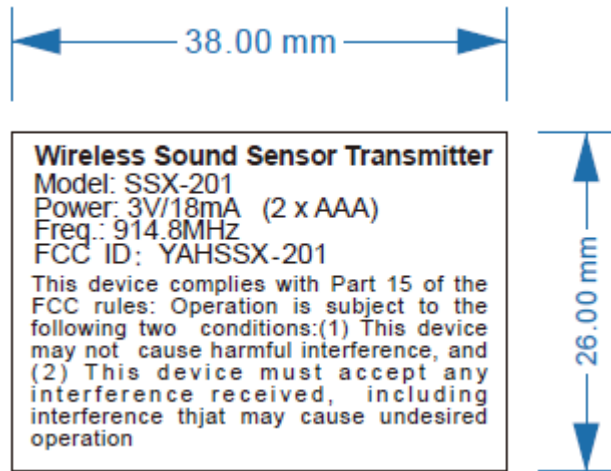 38.00 mm
Wireless Sound Sensor Transmitter
Model: SSX-201
Power: 3V/18mA (2 x AAA)
Freq.: 914.8MHz
FCC ID: YAHSSX-201
This device complies with Part 15 of the
FCC rules: Operation is subject to the
following two conditions:(1) This device
may not cause harmful interference, and
(2) This device must accept any
interference received, including
interference thjat may cause undesired
operation
26.00 mm